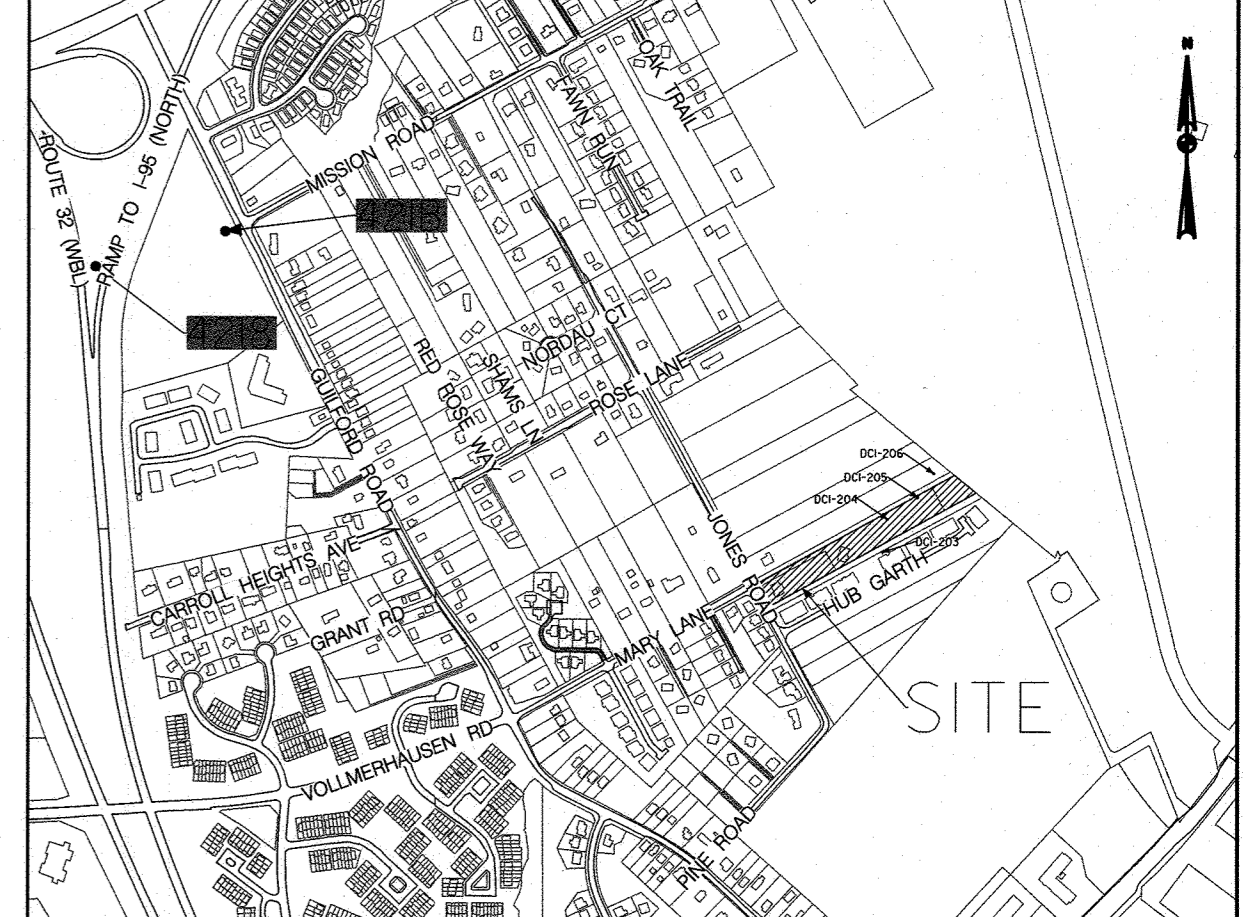 N
OAK TRAIL
FAWN RUN
MISSION ROAD
ROUTE 32 (WBL)
RAMP TO I-95 (NORTH)
421B
4218
NORDAU CT
SHAMS LN
RED ROSE WAY
ROSE LANE
GUILFORD ROAD
DCI-206
DCI-205
DCI-204
DCI-203
JONES ROAD
HUB GARTH
CARROLL HEIGHTS AVE
GRANT RD
MARY LANE
SITE
VOLLMERHAUSEN RD
PINE ROAD